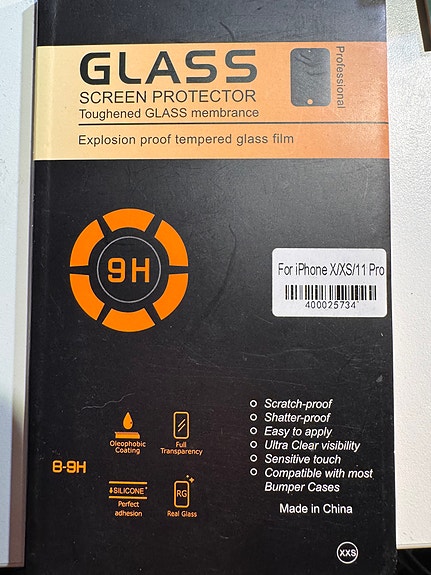 GLASS
SCREEN PROTECTOR
Toughened GLASS membrance
Professional
Explosion proof tempered glass film
9H
For iPhone X/XS/11 Pro
400025734
Oleophobic
Coating
Full
Transparency
8-9H
SILICONE
Perfect
adhesion
RG
Real Glass
Scratch-proof
Shatter-proof
Easy to apply
Ultra Clear visibility
Sensitive touch
Compatible with most
Bumper Cases
Made in China
XXS